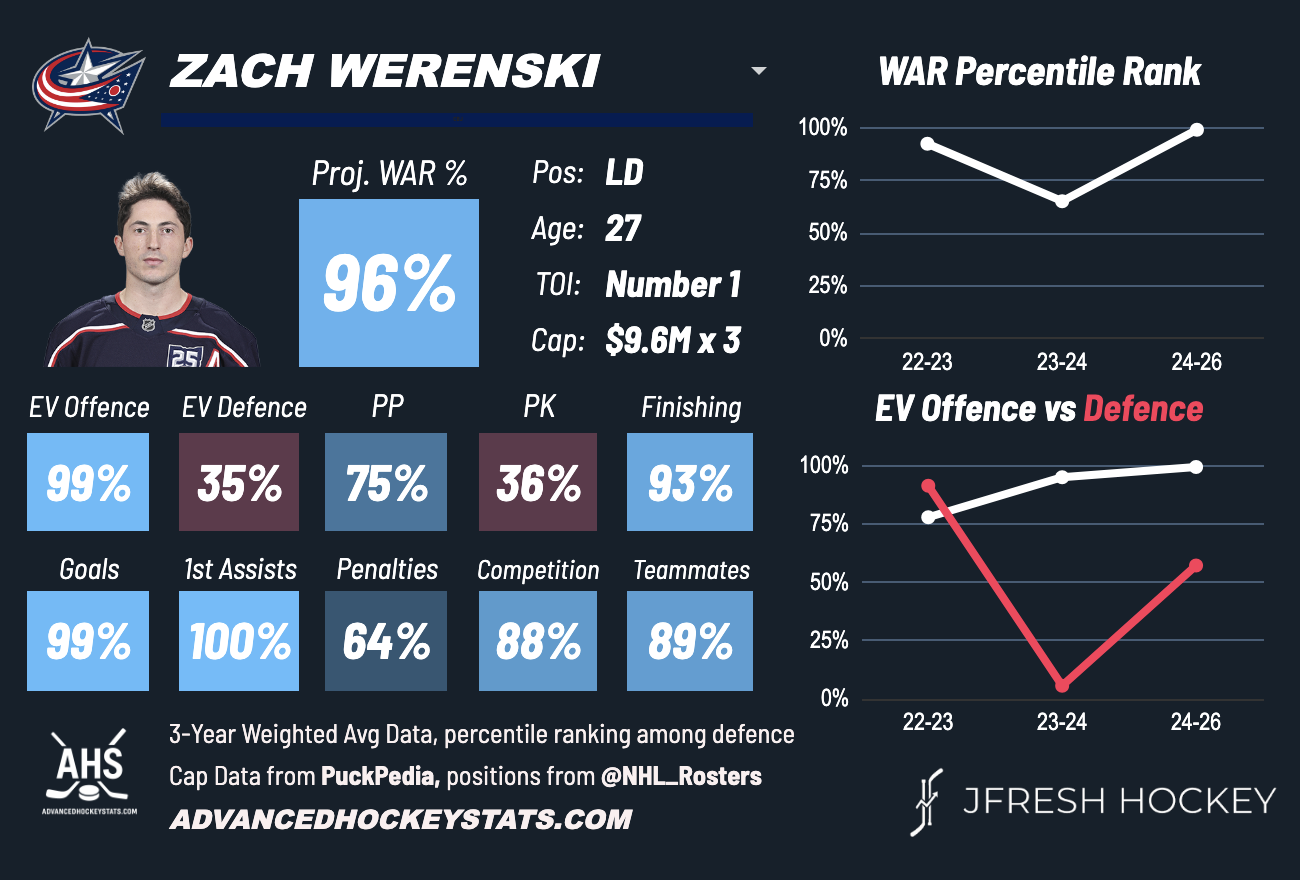 ZACH WERENSKI
Proj. WAR %
96%
Pos: LD
Age: 27
TOI: Number 1
Cap: $9.6M x 3
25
A
EV Offence EV Defence PP PK Finishing
99% 35% 75% 36% 93%
Goals 1st Assists Penalties Competition Teammates
99% 100% 64% 88% 89%
WAR Percentile Rank
100%
75%
50%
25%
0%
22-23 23-24 24-26
EV Offence vs Defence
100%
75%
50%
25%
0%
22-23 23-24 24-26
AHS
ADVANCEDHOCKEYSTATS.COM
3-Year Weighted Avg Data, percentile ranking among defence
Cap Data from PuckPedia, positions from @NHL_Rosters
ADVANCEDHOCKEYSTATS.COM
JFRESH HOCKEY